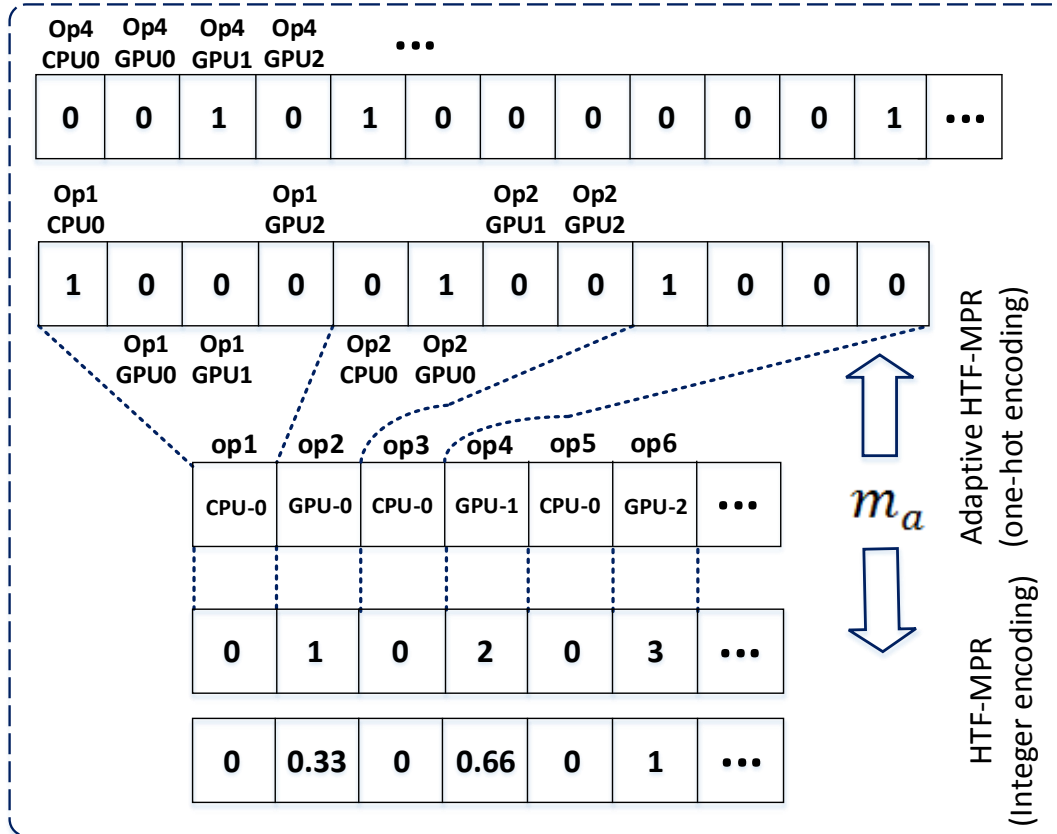 Op4 Op4 Op4 Op4
CPU0 GPU0 GPU1 GPU2 •••
0 0 1 0 1 0 0 0 0 0 0 1 •••
Op1 Op1 Op2 Op2
CPU0 GPU2 GPU1 GPU2
1 0 0 0 0 1 0 0 1 0 0 0
Op1 Op1 Op2 Op2
GPU0 GPU1 CPU0 GPU0
op1 op2 op3 op4 op5 op6
CPU-0 GPU-0 CPU-0 GPU-1 CPU-0 GPU-2 •••
0 1 0 2 0 3 •••
0 0.33 0 0.66 0 1 •••
Adaptive HTF-MPR
(one-hot encoding)
m_a
HTF-MPR
(Integer encoding)